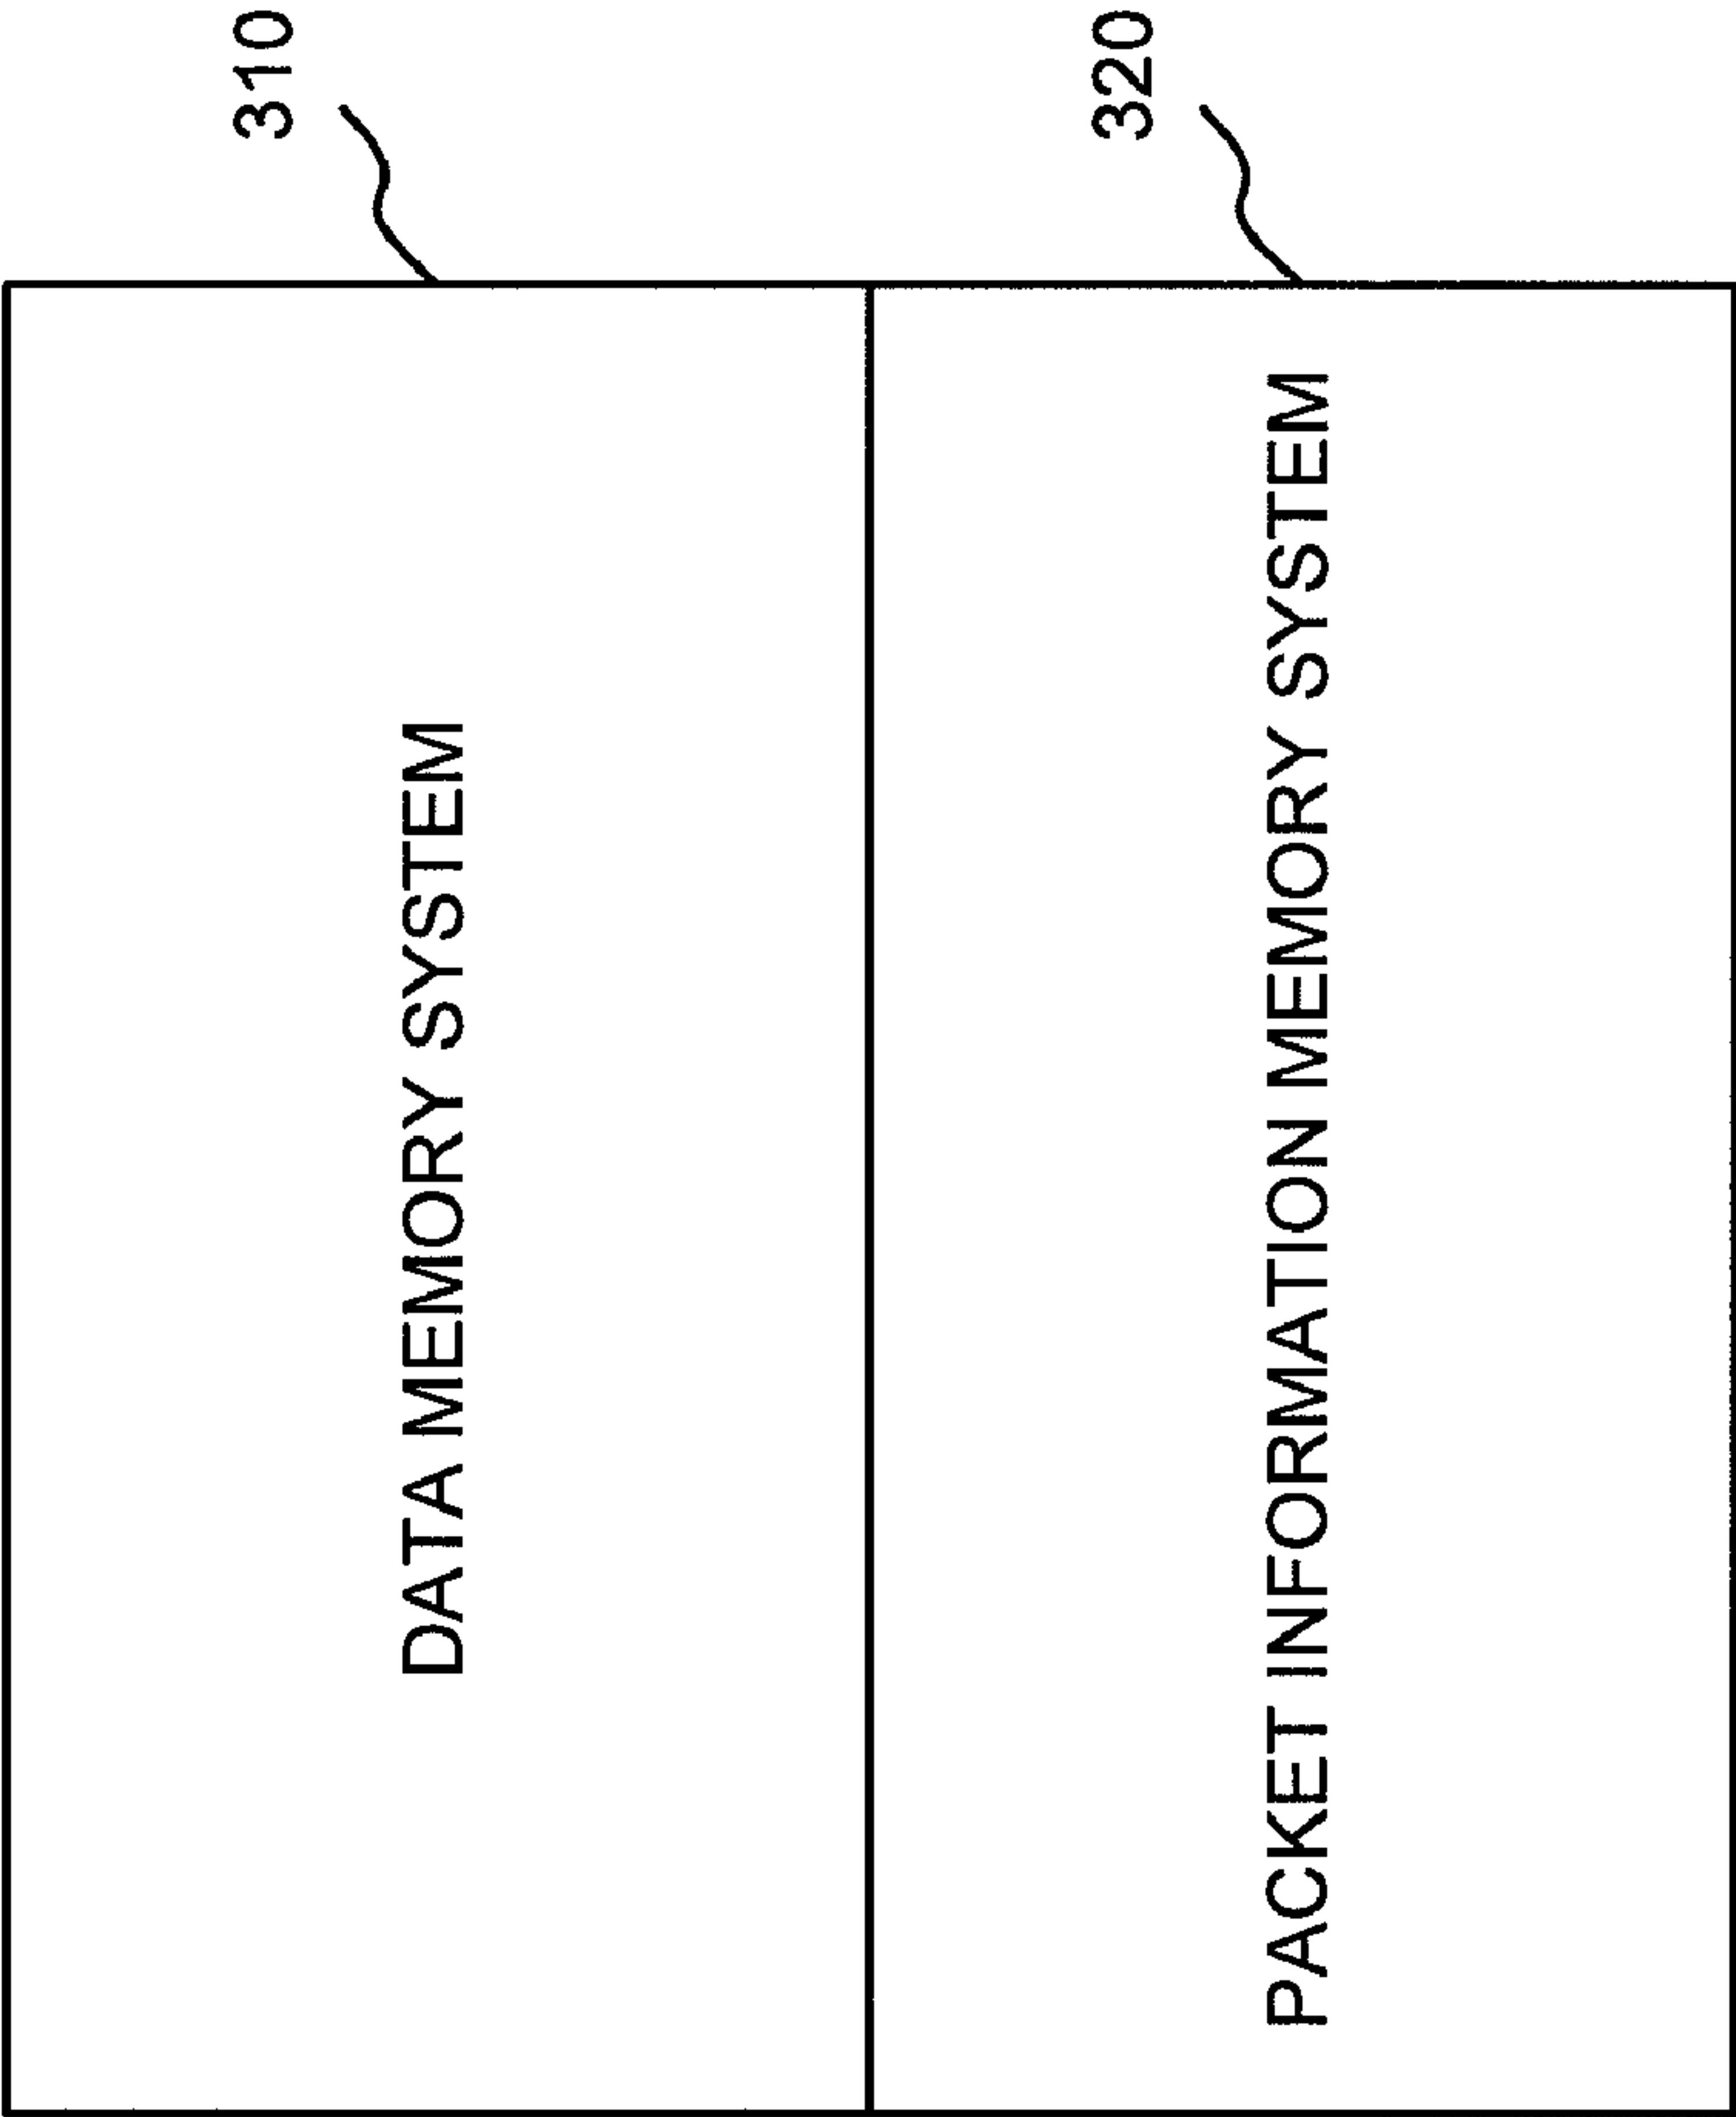 310
DATA MEMORY SYSTEM
320
PACKET INFORMATION MEMORY SYSTEM